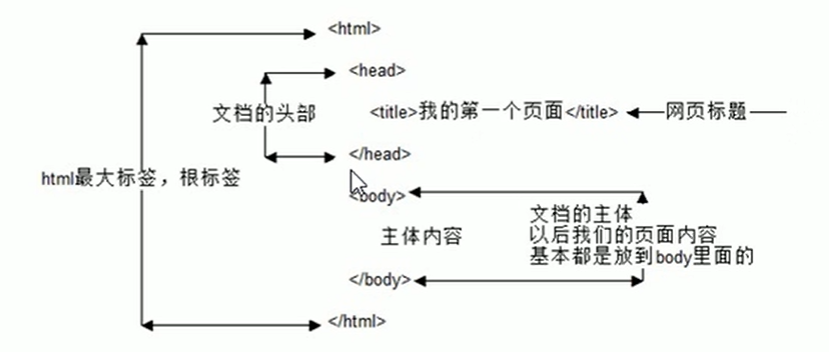 <html>
<head>
文档的头部
<title>我的第一个页面</title>
网页标题
</head>
html最大标签，根标签
<body>
文档的主体
以后我们的页面内容
基本都是放到body里面的
主体内容
</body>
</html>